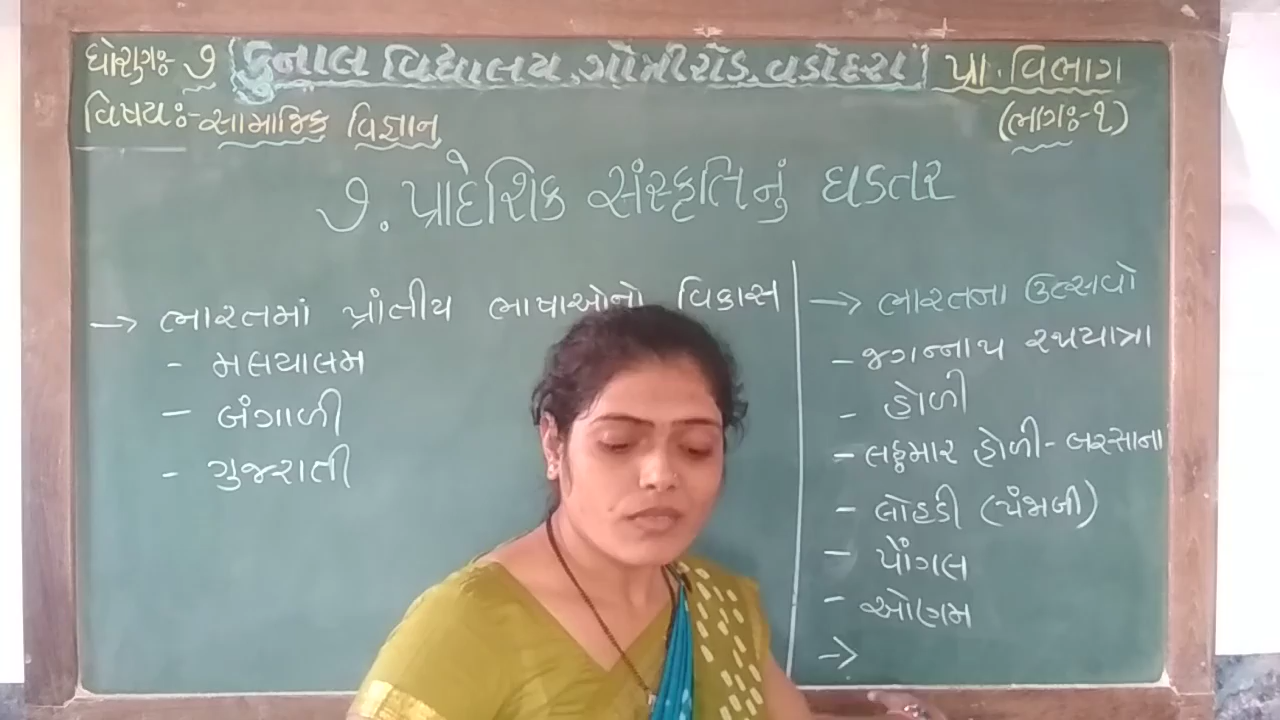 ધોરણઃ- ૭ કુનાલ વિદ્યાલય, ગોત્રીરોડ, વડોદરા પ્રા. વિભાગ
વિષયઃ- સામાજિક વિજ્ઞાન (ભાગઃ-૧)
૭. પ્રાદેશિક સંસ્કૃતિનું ઘડતર
→ ભારતમાં પ્રાંતીય ભાષાઓનો વિકાસ
- મલયાલમ
- બંગાળી
- ગુજરાતી
→ ભારતના ઉત્સવો
- જગન્નાથ રથયાત્રા
- હોળી
- લઠ્ઠમાર હોળી - બરસાના
- લોહડી (પંજાબી)
- પોંગલ
- ઓણમ
→